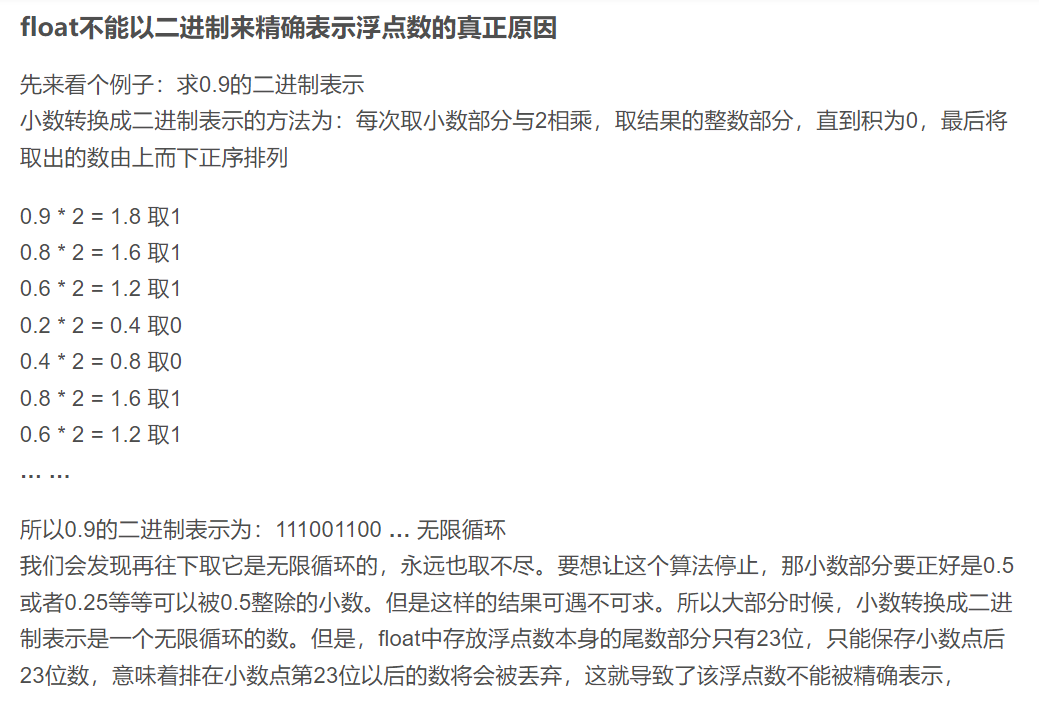 float不能以二进制来精确表示浮点数的真正原因
先来看个例子：求0.9的二进制表示
小数转换成二进制表示的方法为：每次取小数部分与2相乘，取结果的整数部分，直到积为0，最后将
取出的数由上而下正序排列
0.9 * 2 = 1.8 取1
0.8 * 2 = 1.6 取1
0.6 * 2 = 1.2 取1
0.2 * 2 = 0.4 取0
0.4 * 2 = 0.8 取0
0.8 * 2 = 1.6 取1
0.6 * 2 = 1.2 取1
… …
所以0.9的二进制表示为：111001100 … 无限循环
我们会发现再往下取它是无限循环的，永远也取不尽。要想让这个算法停止，那小数部分要正好是0.5
或者0.25等等可以被0.5整除的小数。但是这样的结果可遇不可求。所以大部分时候，小数转换成二进
制表示是一个无限循环的数。但是，float中存放浮点数本身的尾数部分只有23位，只能保存小数点后
23位数，意味着排在小数点第23位以后的数将会被丢弃，这就导致了该浮点数不能被精确表示，